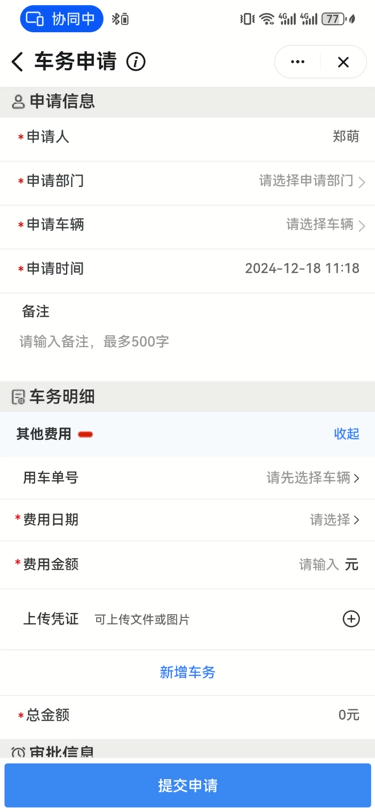 协同中 4G 4G 77
车务申请
申请信息
*申请人 郑萌
*申请部门 请选择申请部门
*申请车辆 请选择车辆
*申请时间 2024-12-18 11:18
备注
请输入备注，最多500字
车务明细
其他费用 收起
用车单号 请先选择车辆
*费用日期 请选择
*费用金额 请输入 元
上传凭证 可上传文件或图片
新增车务
*总金额 0元
审批信息
提交申请